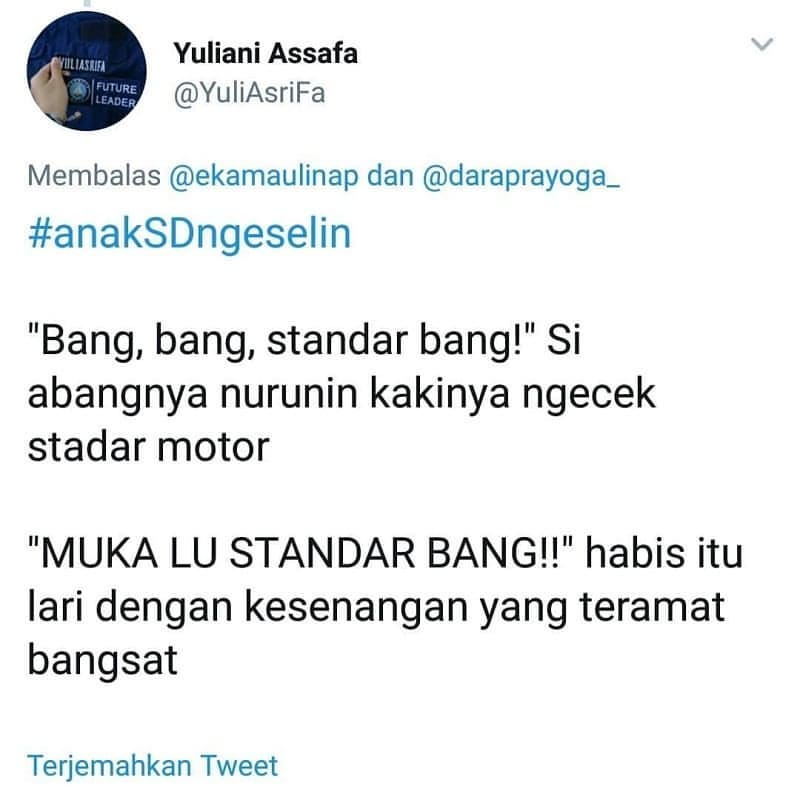 YULIASRIFA
FUTURE
LEADER
Yuliani Assafa
@YuliAsriFa
Membalas @ekamaulinap dan @daraprayoga_
#anakSDngeselin
"Bang, bang, standar bang!" Si
abangnya nurunin kakinya ngecek
stadar motor
"MUKA LU STANDAR BANG!!" habis itu
lari dengan kesenangan yang teramat
bangsat
Terjemahkan Tweet